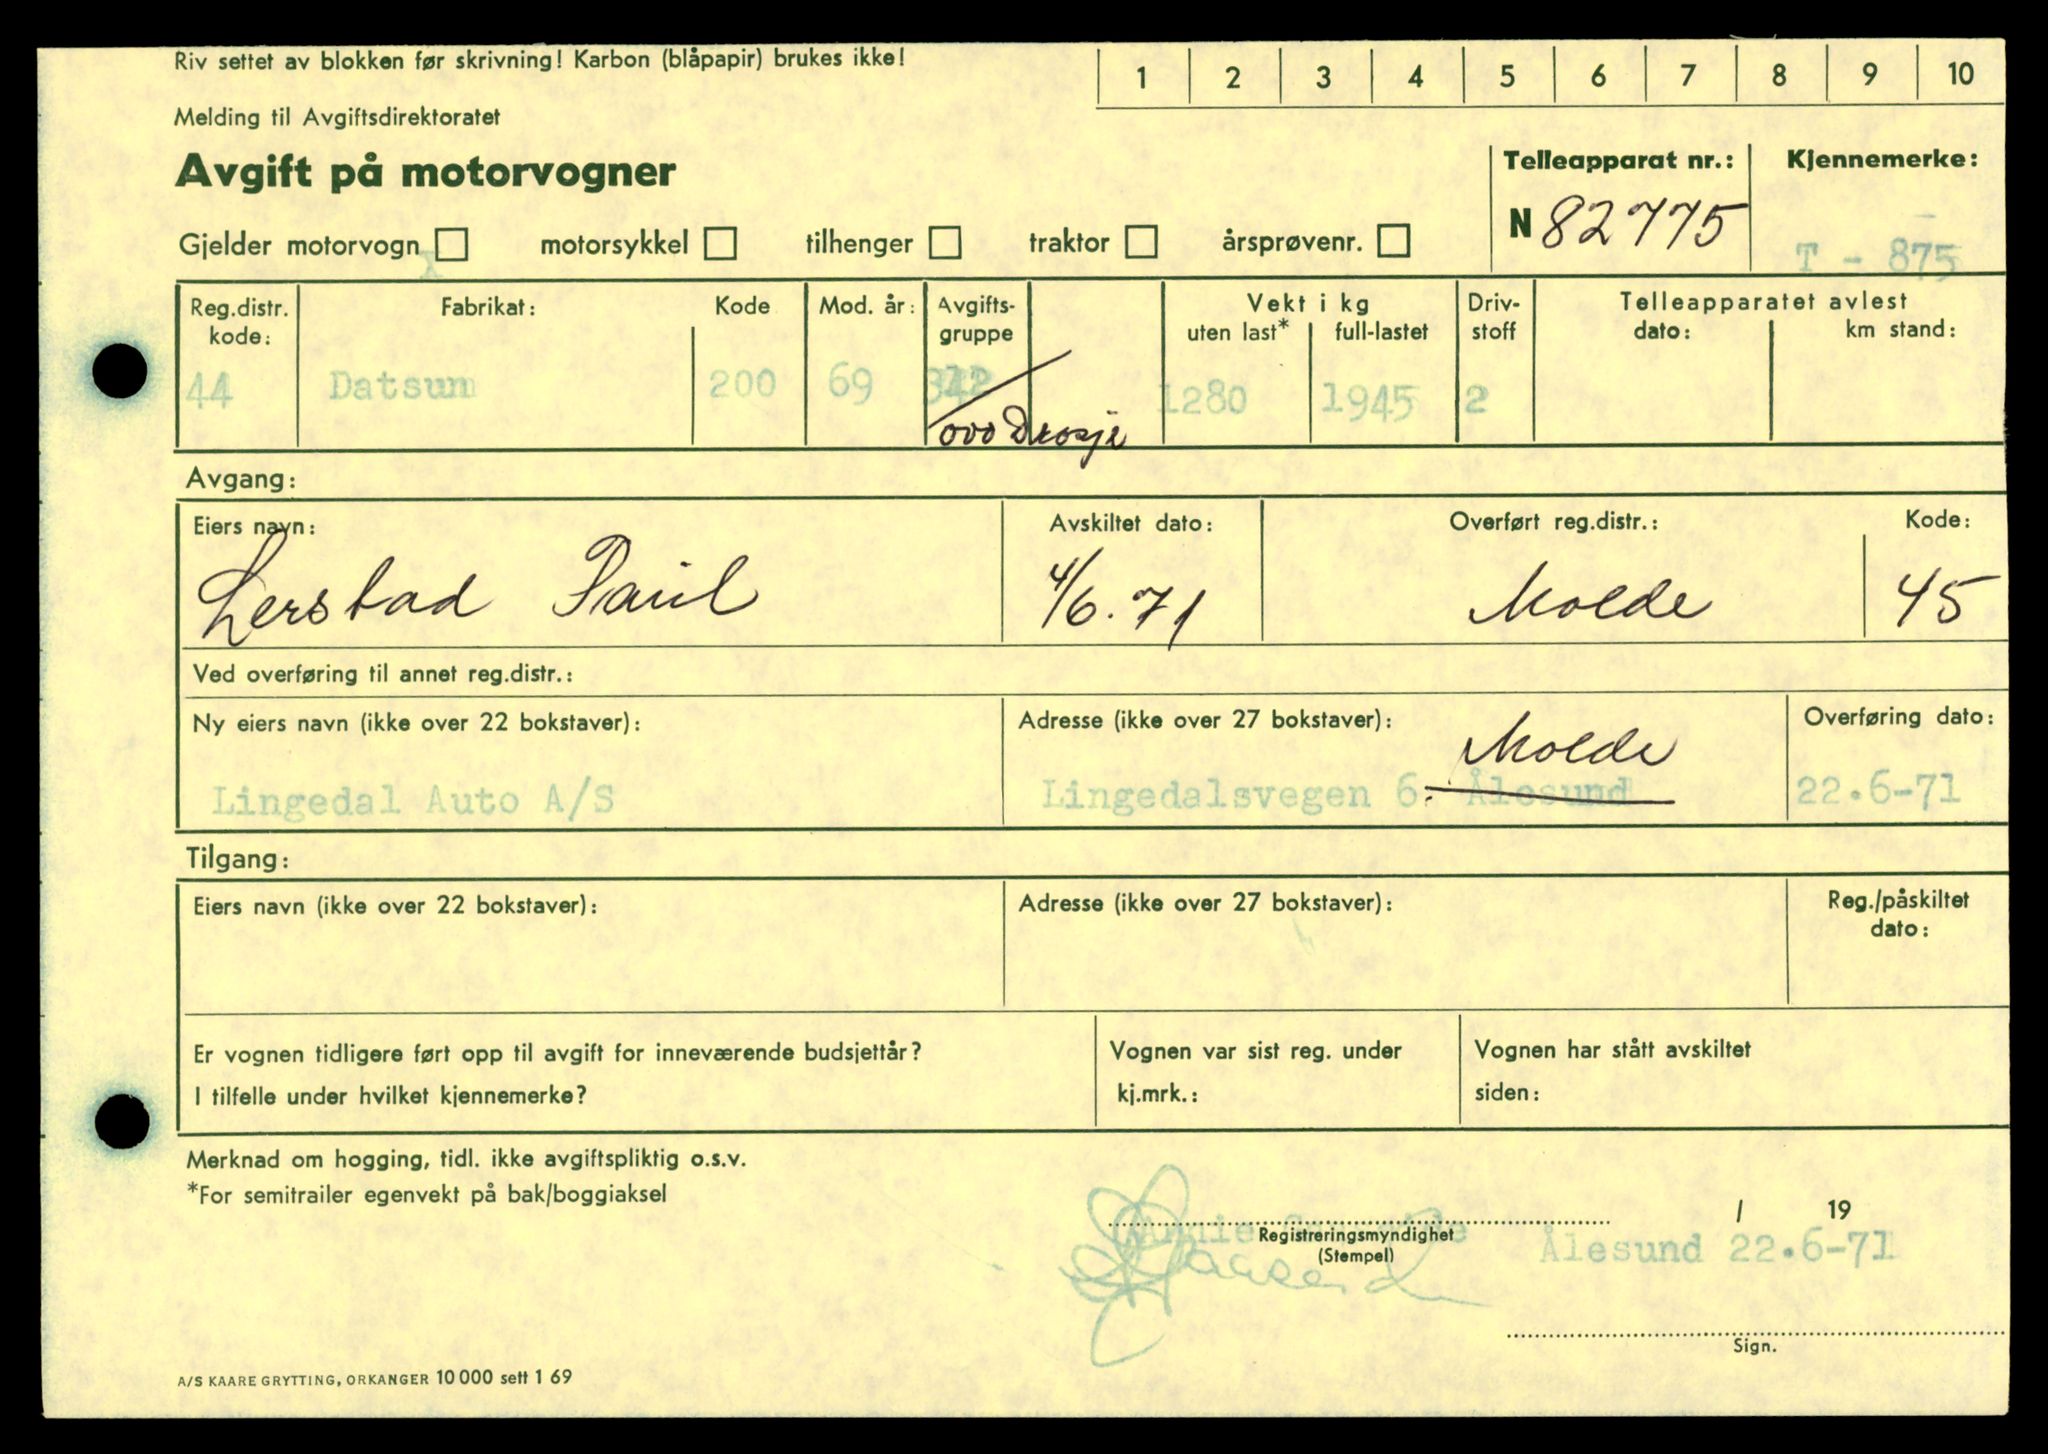 Riv settet av blokken før skrivning! Karbon (blåpapir) brukes ikke!
1 2 3 4 5 6 7 8 9 10
Melding til Avgiftsdirektoratet
Avgift på motorvogner
Telleapparat nr.: Kjennemerke:
N 82775 T - 875
Gjelder motorvogn X motorsykkel tilhenger traktor årsprøvenr.
Reg.distr. kode: Fabrikat: Kode Mod. år: Avgifts-gruppe Vekt i kg uten last* full-lastet Driv-stoff Telleapparatet avlest dato: km stand:
44 Datsun 200 69 1280 1945 2
000 Drosje
Avgang:
Eiers navn: Avskiltet dato: Overført reg.distr.: Kode:
Lerstad Paul 4/6.71 Molde 45
Ved overføring til annet reg.distr.:
Ny eiers navn (ikke over 22 bokstaver): Adresse (ikke over 27 bokstaver): Overføring dato:
Molde
Lingedal Auto A/S Lingedalsvegen 6. Ålesund 22.6-71
Tilgang:
Eiers navn (ikke over 22 bokstaver): Adresse (ikke over 27 bokstaver): Reg./påskiltet dato:
Er vognen tidligere ført opp til avgift for inneværende budsjettår? Vognen var sist reg. under Vognen har stått avskiltet
I tilfelle under hvilket kjennemerke? kj.mrk.: siden:
Merknad om hogging, tidl. ikke avgiftspliktig o.s.v.
*For semitrailer egenvekt på bak/boggiaksel
/ 19
Annie
Registreringsmyndighet
(Stempel)
Ålesund 22.6-71
Sign.
A/S KAARE GRYTTING, ORKANGER 10 000 sett 1 69